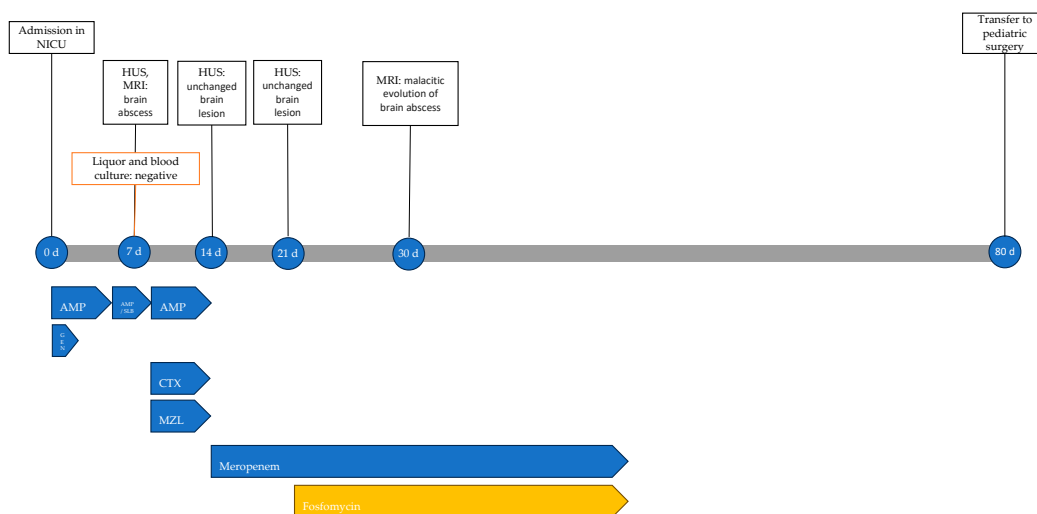 Admission in
NICU
HUS,
MRI:
brain
abscess
HUS:
unchanged
brain
lesion
HUS:
unchanged
brain
lesion
MRI: malacitic
evolution of
brain abscess
Transfer to
pediatric
surgery
Liquor and blood
culture: negative
0 d
7 d
14 d
21 d
30 d
80 d
AMP
AMP
/ SLB
AMP
G
E
N
CTX
MZL
Meropenem
Fosfomycin